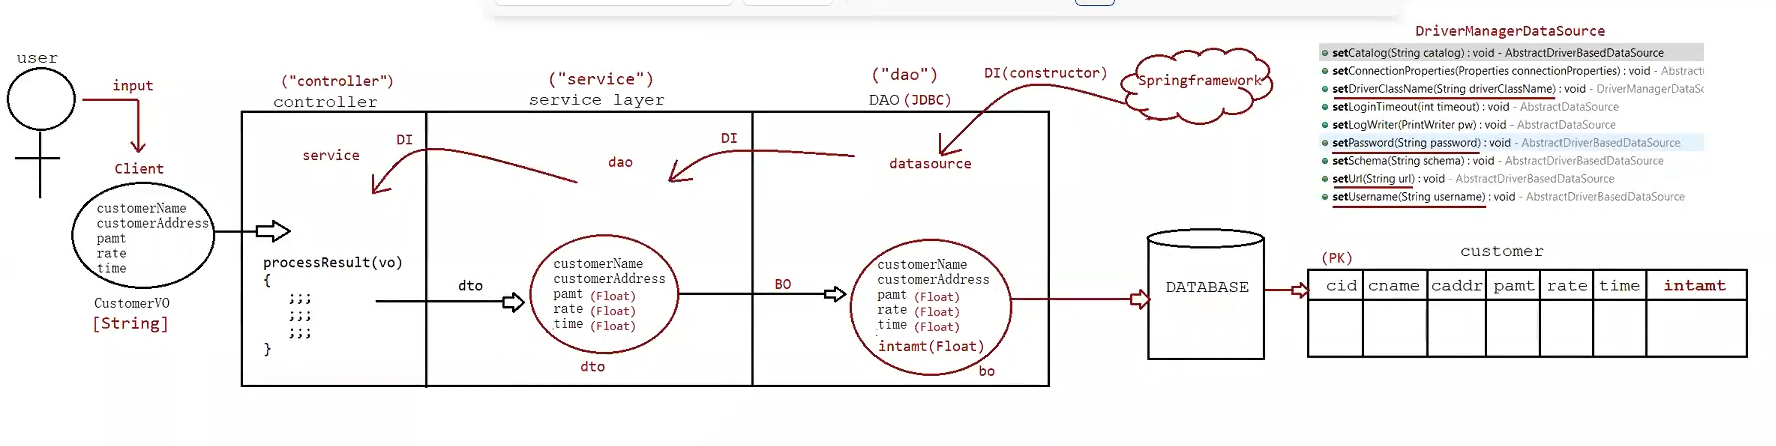 user
input
Client
customerName
customerAddress
pamt
rate
time
CustomerVO
[String]
("controller")
controller
service
DI
processResult(vo)
{
;;;
;;;
;;;
}
("service")
service layer
dao
DI
dto
customerName
customerAddress
pamt (Float)
rate (Float)
time (Float)
dto
("dao")
DAO (JDBC)
datasource
BO
customerName
customerAddress
pamt (Float)
rate (Float)
time (Float)
intamt(Float)
bo
DI(constructor)
Springframework
DATABASE
DriverManagerDataSource
setCatalog(String catalog) : void - AbstractDriverBasedDataSource
setConnectionProperties(Properties connectionProperties) : void - Abstract
setDriverClassName(String driverClassName) : void - DriverManagerDataSo
setLoginTimeout(int timeout) : void - AbstractDataSource
setLogWriter(PrintWriter pw) : void - AbstractDataSource
setPassword(String password) : void - AbstractDriverBasedDataSource
setSchema(String schema) : void - AbstractDriverBasedDataSource
setUrl(String url) : void - AbstractDriverBasedDataSource
setUsername(String username) : void - AbstractDriverBasedDataSource
customer
(PK)
cid cname caddr pamt rate time intamt